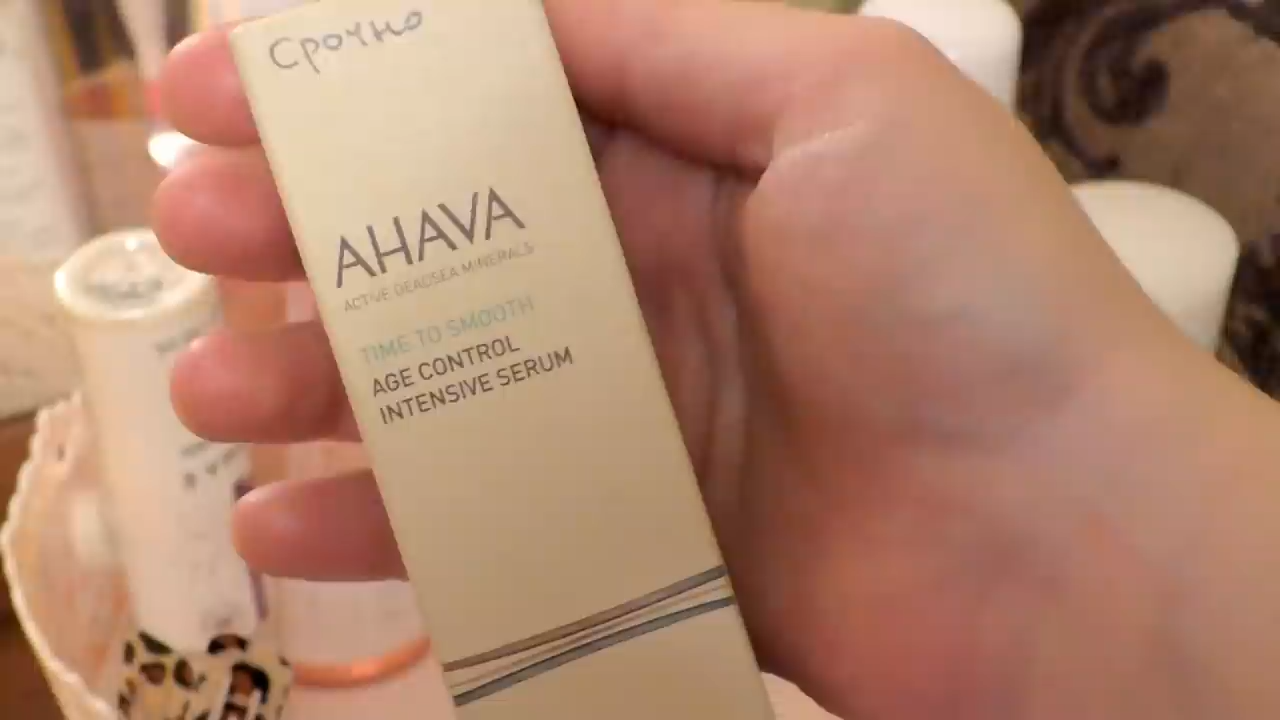 Срочно
AHAVA
ACTIVE DEADSEA MINERALS
TIME TO SMOOTH
AGE CONTROL
INTENSIVE SERUM